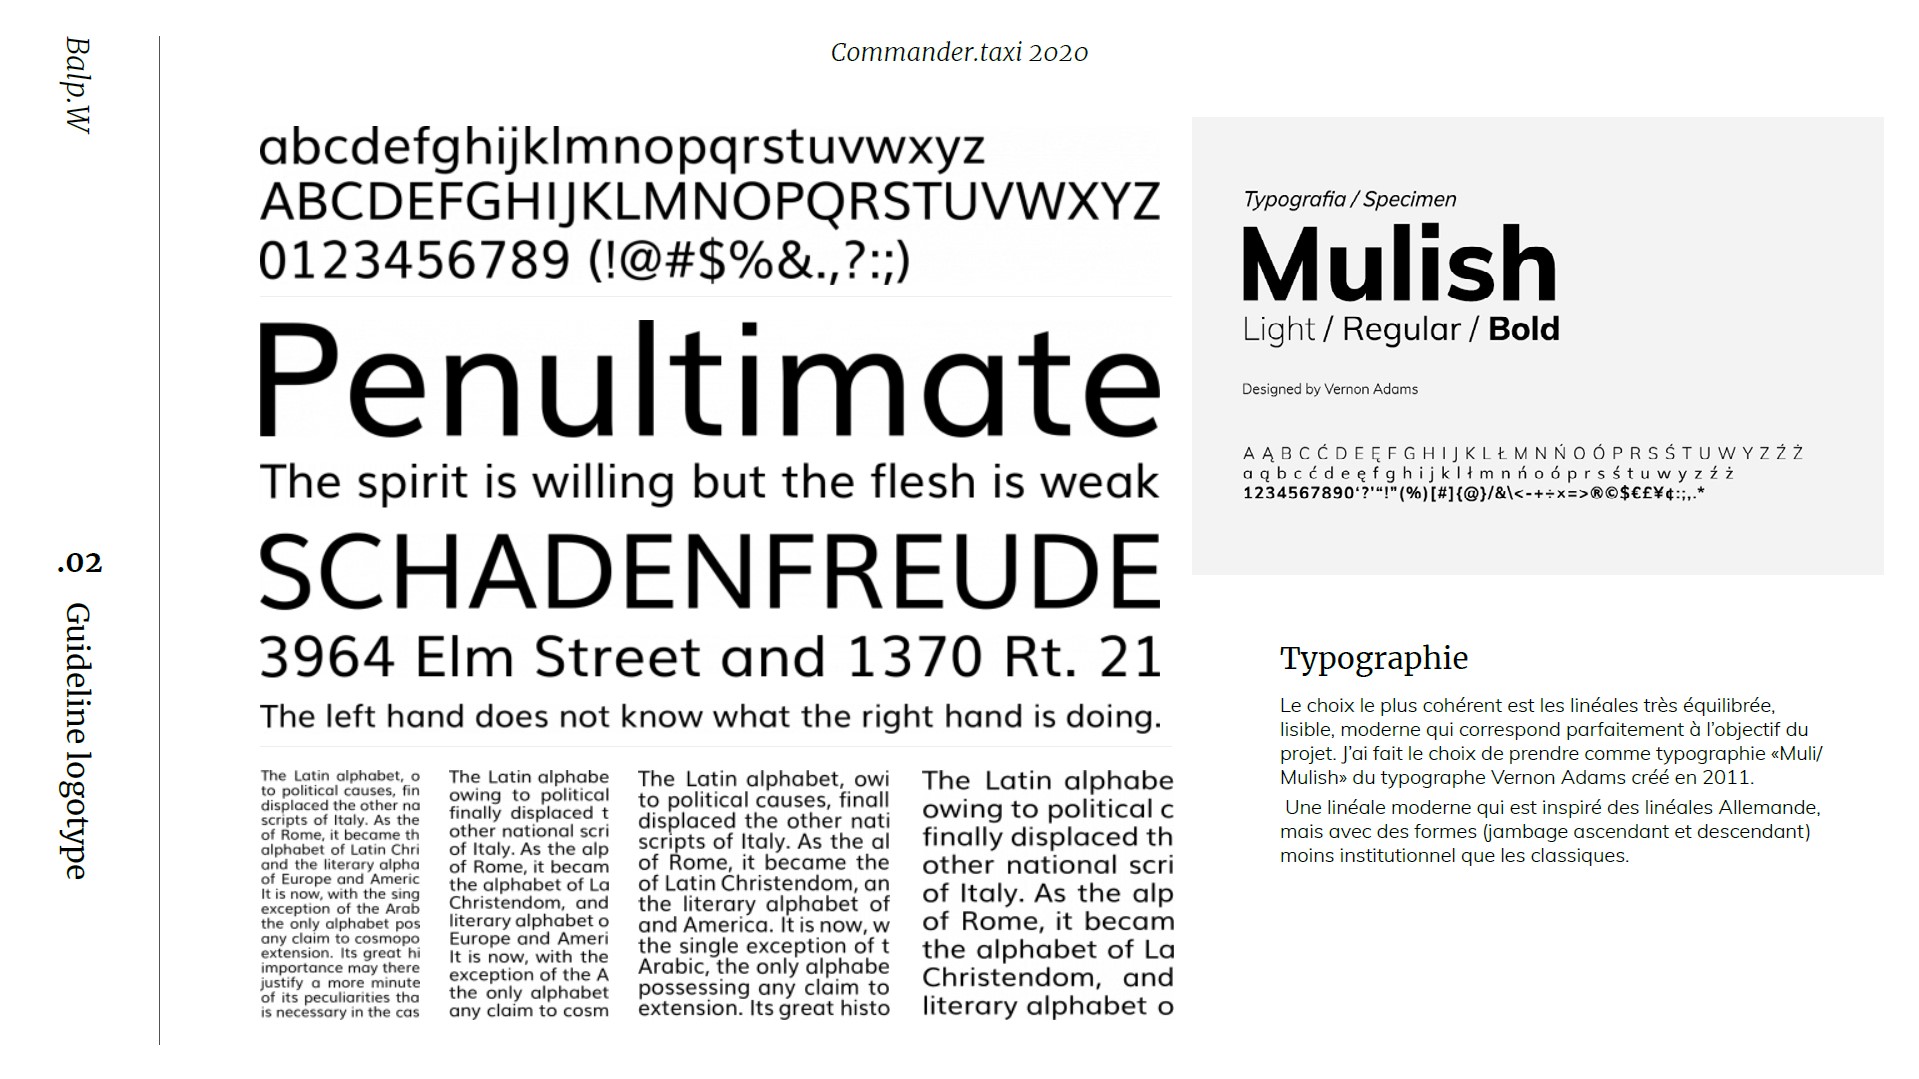 Balp.W
Commander.taxi 2020
.02
Guideline logotype
abcdefghijklmnopqrstuvwxyz
ABCDEFGHIJKLMNOPQRSTUVWXYZ
0123456789 (!@#$%&.,?:;)
Penultimate
The spirit is willing but the flesh is weak
SCHADENFREUDE
3964 Elm Street and 1370 Rt. 21
The left hand does not know what the right hand is doing.
The Latin alphabet, o
to political causes, fin
displaced the other na
scripts of Italy. As the
of Rome, it became th
alphabet of Latin Chri
and the literary alpha
of Europe and Americ
It is now, with the sing
exception of the Arab
the only alphabet pos
any claim to cosmopo
extension. Its great hi
importance may there
justify a more minute
of its peculiarities tha
is necessary in the cas
The Latin alphabe
owing to political
finally displaced t
other national scri
of Italy. As the alp
of Rome, it becam
the alphabet of La
Christendom, and
literary alphabet o
Europe and Ameri
It is now, with the
exception of the A
the only alphabet
any claim to cosm
The Latin alphabet, owi
to political causes, finall
displaced the other nati
scripts of Italy. As the al
of Rome, it became the
of Latin Christendom, an
the literary alphabet of
and America. It is now, w
the single exception of t
Arabic, the only alphabe
possessing any claim to
extension. Its great histo
The Latin alphabe
owing to political c
finally displaced th
other national scri
of Italy. As the alp
of Rome, it becam
the alphabet of La
Christendom, and
literary alphabet o
Typografia / Specimen
Mulish
Light / Regular / Bold
Designed by Vernon Adams
A Ą B C Ć D E Ę F G H I J K L Ł M N Ń O Ó P R S Ś T U W Y Z Ź Ż
a ą b c ć d e ę f g h i j k l ł m n ń o ó p r s ś t u w y z ź ż
1234567890‘?’“!”(%)[#]{@}/&\<-+÷×=>®©$€£¥¢:;,.*
Typographie
Le choix le plus cohérent est les linéales très équilibrée,
lisible, moderne qui correspond parfaitement à l’objectif du
projet. J’ai fait le choix de prendre comme typographie «Muli/
Mulish» du typographe Vernon Adams créé en 2011.
Une linéale moderne qui est inspiré des linéales Allemande,
mais avec des formes (jambage ascendant et descendant)
moins institutionnel que les classiques.